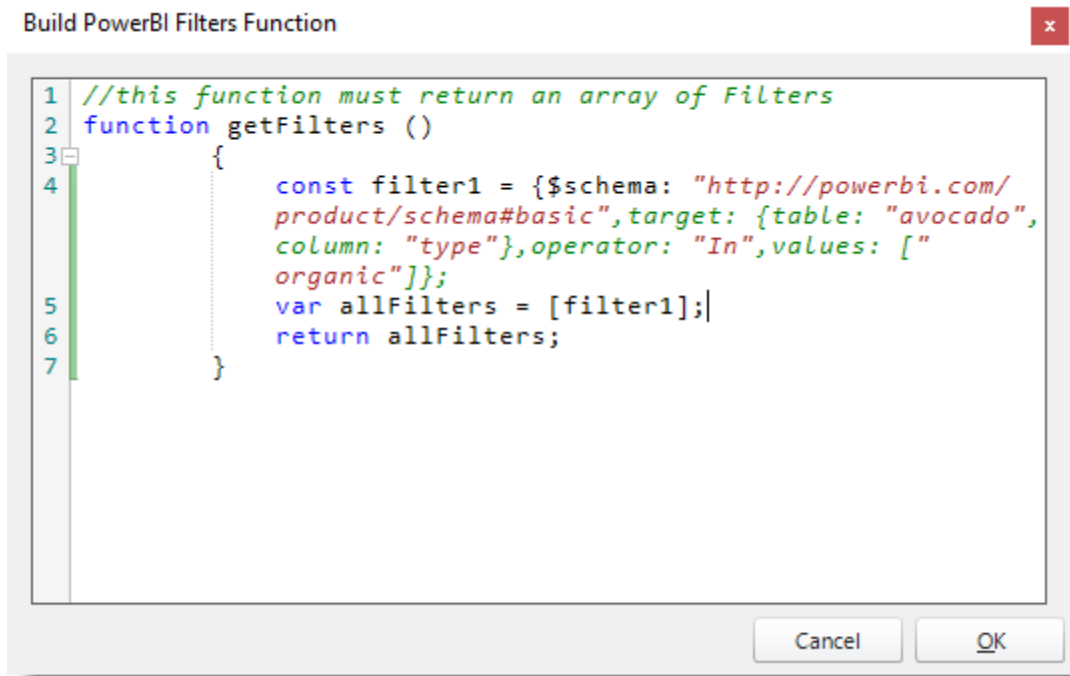 Build PowerBI Filters Function
x
1 //this function must return an array of Filters
2 function getFilters ()
3 {
4 const filter1 = {$schema: "http://powerbi.com/
product/schema#basic",target: {table: "avocado",
column: "type"},operator: "In",values: ["
organic"]};
5 var allFilters = [filter1];
6 return allFilters;
7 }
Cancel OK